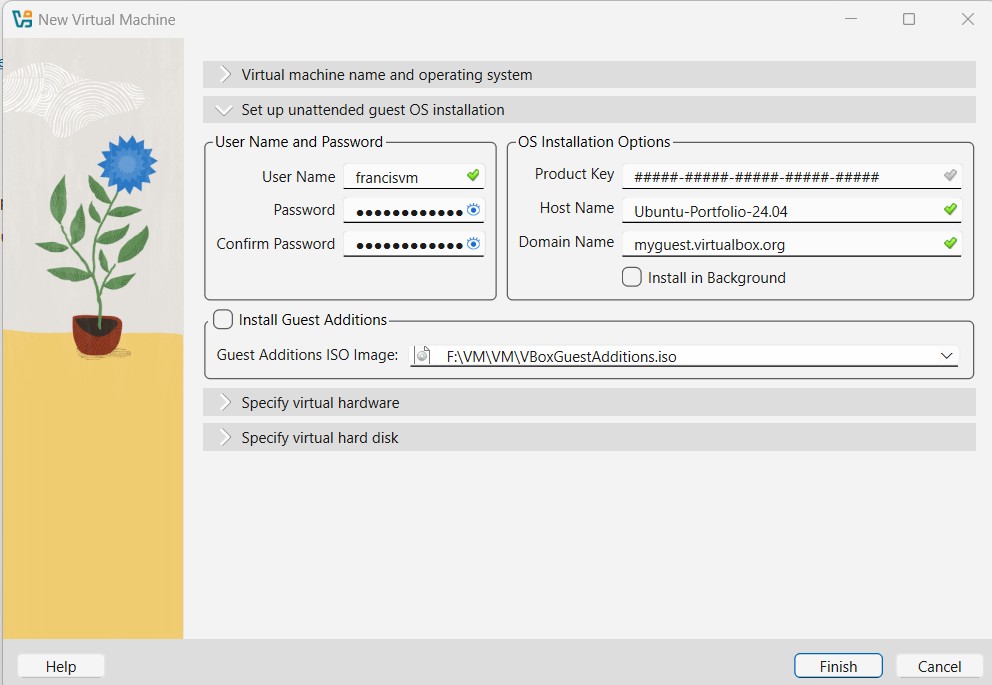 New Virtual Machine
Virtual machine name and operating system
Set up unattended guest OS installation
User Name and Password
User Name francisvm
Password ●●●●●●●●●●●●
Confirm Password ●●●●●●●●●●●●
OS Installation Options
Product Key #####-#####-#####-#####-#####
Host Name Ubuntu-Portfolio-24.04
Domain Name myguest.virtualbox.org
Install in Background
Install Guest Additions
Guest Additions ISO Image: F:\VM\VM\VBoxGuestAdditions.iso
Specify virtual hardware
Specify virtual hard disk
Help Finish Cancel